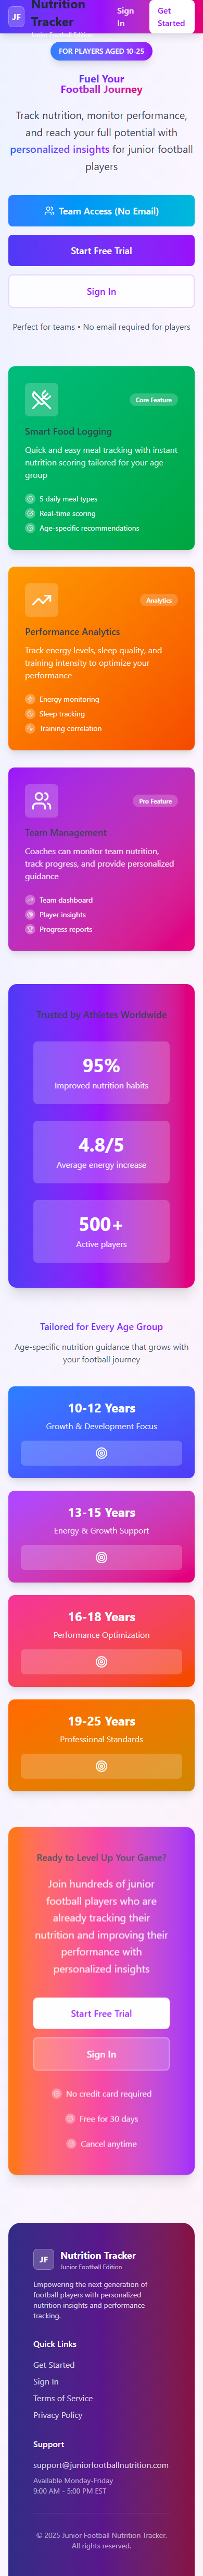 JF
Nutrition
Tracker
Junior Football Edition
Sign
In
Get
Started
FOR PLAYERS AGED 10-25
Fuel Your
Football Journey
Track nutrition, monitor performance,
and reach your full potential with
personalized insights for junior football
players
Team Access (No Email)
Start Free Trial
Sign In
Perfect for teams • No email required for players
Core Feature
Smart Food Logging
Quick and easy meal tracking with instant
nutrition scoring tailored for your age
group
5 daily meal types
Real-time scoring
Age-specific recommendations
Analytics
Performance Analytics
Track energy levels, sleep quality, and
training intensity to optimize your
performance
Energy monitoring
Sleep tracking
Training correlation
Pro Feature
Team Management
Coaches can monitor team nutrition,
track progress, and provide personalized
guidance
Team dashboard
Player insights
Progress reports
Trusted by Athletes Worldwide
95%
Improved nutrition habits
4.8/5
Average energy increase
500+
Active players
Tailored for Every Age Group
Age-specific nutrition guidance that grows with
your football journey
10-12 Years
Growth & Development Focus
13-15 Years
Energy & Growth Support
16-18 Years
Performance Optimization
19-25 Years
Professional Standards
Ready to Level Up Your Game?
Join hundreds of junior
football players who are
already tracking their
nutrition and improving their
performance with
personalized insights
Start Free Trial
Sign In
No credit card required
Free for 30 days
Cancel anytime
JF
Nutrition Tracker
Junior Football Edition
Empowering the next generation of
football players with personalized
nutrition insights and performance
tracking.
Quick Links
Get Started
Sign In
Terms of Service
Privacy Policy
Support
support@juniorfootballnutrition.com
Available Monday-Friday
9:00 AM - 5:00 PM EST
© 2025 Junior Football Nutrition Tracker.
All rights reserved.